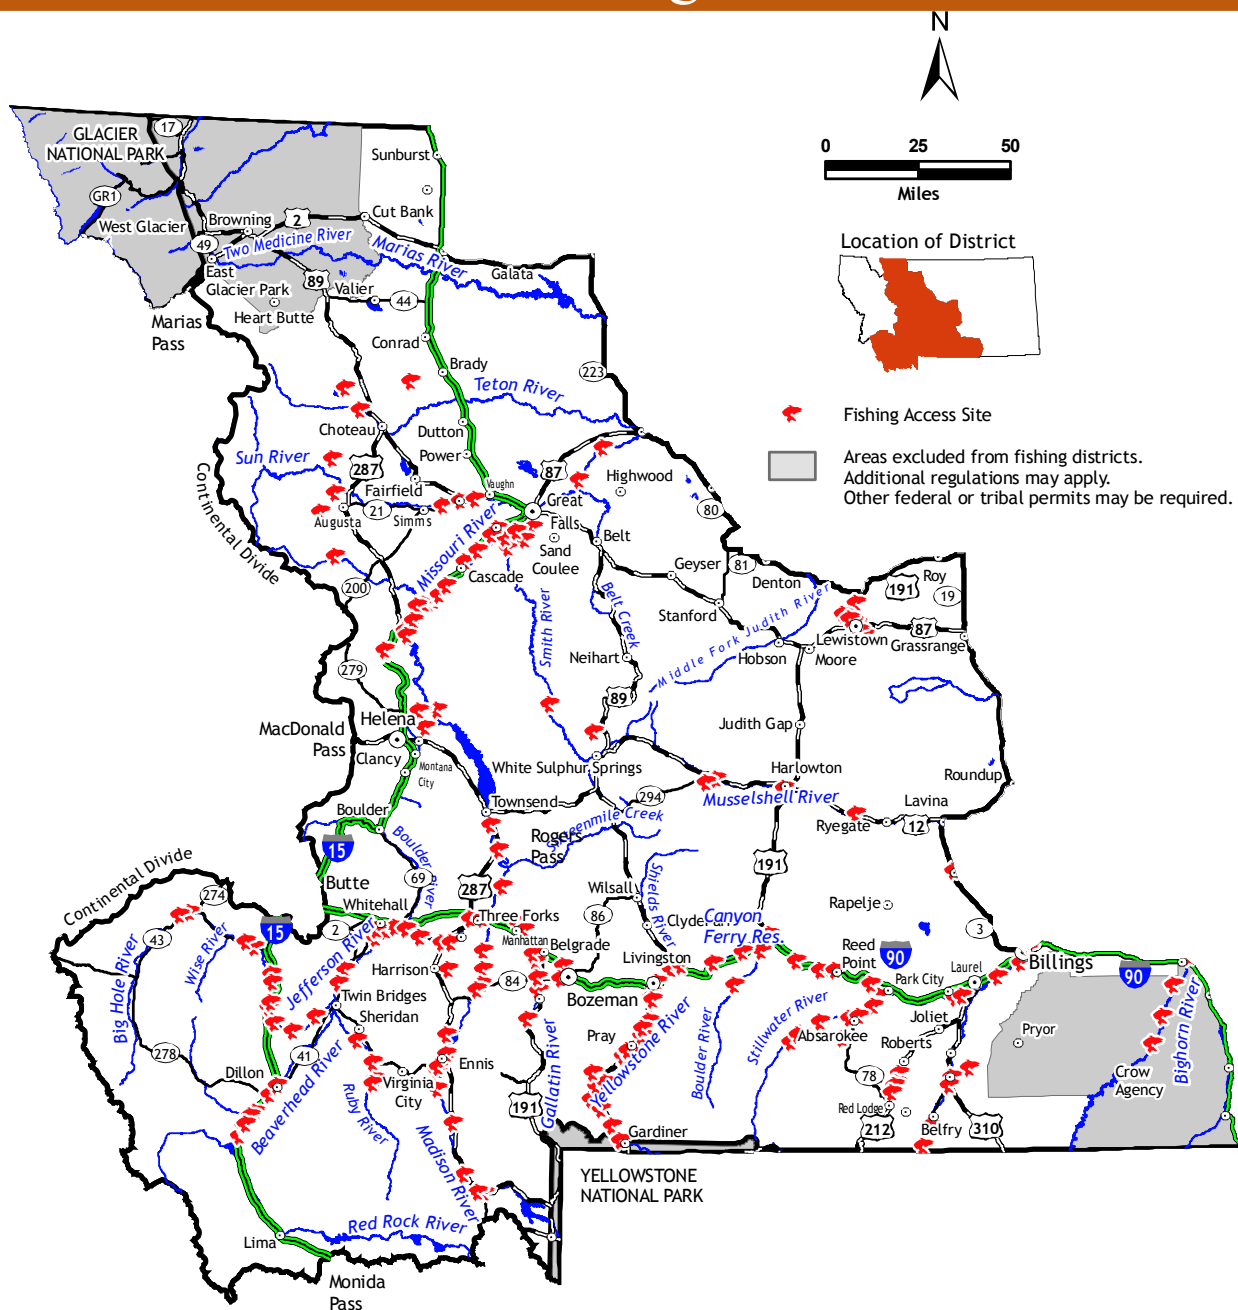 N
0 25 50
Miles
Location of District
Fishing Access Site
Areas excluded from fishing districts.
Additional regulations may apply.
Other federal or tribal permits may be required.
GLACIER
NATIONAL PARK
17
GR1
West Glacier
Browning
2
Cut Bank
Sunburst
49
Two Medicine River
Marias River
East
Glacier Park
89
Valier
44
Galata
Heart Butte
Marias
Pass
Conrad
Brady
223
Teton River
Choteau
Dutton
Power
Sun River
287
Fairfield
Vaughn
87
Great
Falls
Highwood
80
Augusta
21
Simms
Missouri River
Belt
Sand
Coulee
Continental Divide
Cascade
200
Geyser
81
Denton
Roy
191
19
Stanford
Smith River
Belt Creek
Middle Fork Judith River
Lewistown
87
Grassrange
Neihart
Hobson
Moore
279
89
Helena
MacDonald
Pass
Clancy
Montana
City
Judith Gap
White Sulphur Springs
Harlowton
Roundup
Townsend
294
Musselshell River
Lavina
Ryegate
12
Boulder
15
Boulder River
Rogers
Pass
191
Continental Divide
Butte
69
287
Wilsall
Shields River
Rapelje
274
Whitehall
Three Forks
86
Canyon
Ferry Res.
3
43
15
2
Manhattan
Belgrade
Livingston
Reed
Point
90
Laurel
Billings
90
Big Hole River
Wise River
Jefferson River
Harrison
84
Bozeman
Park City
Twin Bridges
Sheridan
Joliet
Bighorn River
Pray
Yellowstone River
Boulder River
Stillwater River
Absarokee
Roberts
Pryor
278
41
Ennis
Gallatin River
Dillon
Beaverhead River
Virginia
City
78
Crow
Agency
Ruby River
191
Red Lodge
212
Belfry
310
Madison River
Gardiner
YELLOWSTONE
NATIONAL PARK
Red Rock River
Lima
Monida
Pass